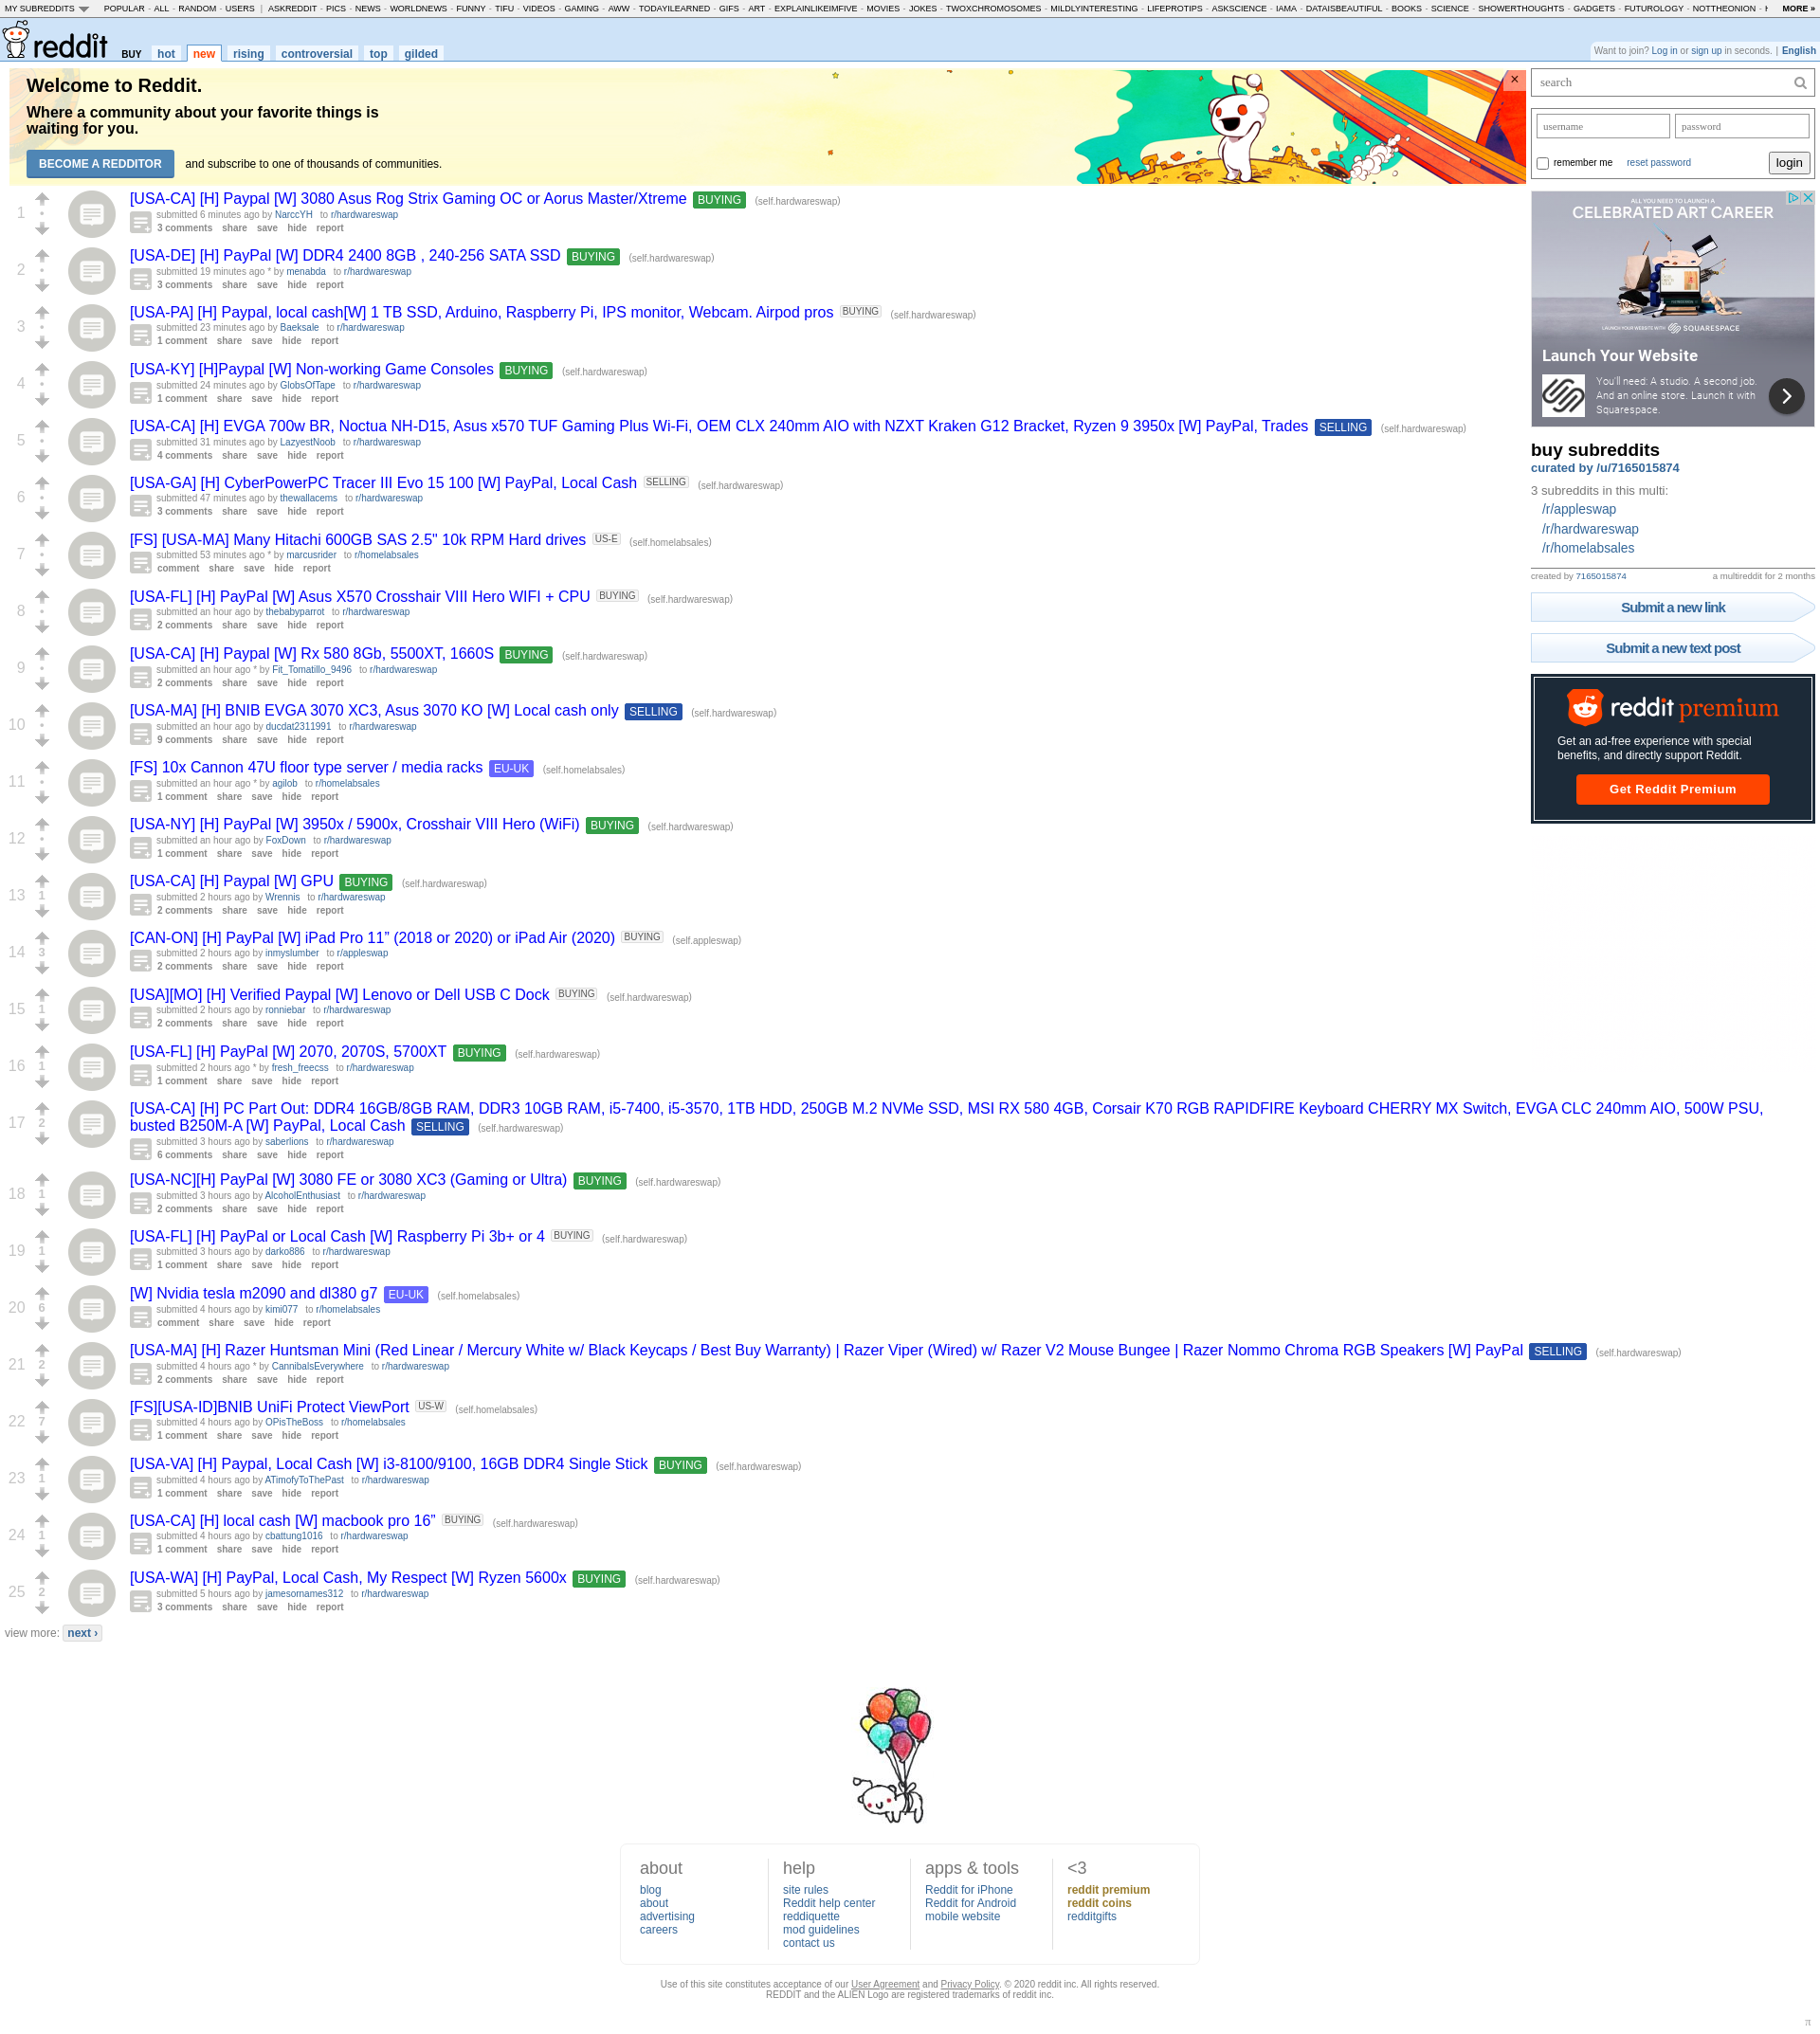 MY SUBREDDITS POPULAR - ALL - RANDOM - USERS | ASKREDDIT - PICS - NEWS - WORLDNEWS - FUNNY - TIFU - VIDEOS - GAMING - AWW - TODAYILEARNED - GIFS - ART - EXPLAINLIKEIMFIVE - MOVIES - JOKES - TWOXCHROMOSOMES - MILDLYINTERESTING - LIFEPROTIPS - ASKSCIENCE - IAMA - DATAISBEAUTIFUL - BOOKS - SCIENCE - SHOWERTHOUGHTS - GADGETS - FUTUROLOGY - NOTTHEONION - MORE »
reddit BUY hot new rising controversial top gilded
Want to join? Log in or sign up in seconds. | English
Welcome to Reddit.
Where a community about your favorite things is
waiting for you.
BECOME A REDDITOR and subscribe to one of thousands of communities.
1
[USA-CA] [H] Paypal [W] 3080 Asus Rog Strix Gaming OC or Aorus Master/Xtreme BUYING (self.hardwareswap)
submitted 6 minutes ago by NarccYH to r/hardwareswap
3 comments share save hide report
2
[USA-DE] [H] PayPal [W] DDR4 2400 8GB , 240-256 SATA SSD BUYING (self.hardwareswap)
submitted 19 minutes ago * by menabda to r/hardwareswap
3 comments share save hide report
3
[USA-PA] [H] Paypal, local cash[W] 1 TB SSD, Arduino, Raspberry Pi, IPS monitor, Webcam. Airpod pros BUYING (self.hardwareswap)
submitted 23 minutes ago by Baeksale to r/hardwareswap
1 comment share save hide report
4
[USA-KY] [H]Paypal [W] Non-working Game Consoles BUYING (self.hardwareswap)
submitted 24 minutes ago by GlobsOfTape to r/hardwareswap
1 comment share save hide report
5
[USA-CA] [H] EVGA 700w BR, Noctua NH-D15, Asus x570 TUF Gaming Plus Wi-Fi, OEM CLX 240mm AIO with NZXT Kraken G12 Bracket, Ryzen 9 3950x [W] PayPal, Trades SELLING (self.hardwareswap)
submitted 31 minutes ago by LazyestNoob to r/hardwareswap
4 comments share save hide report
6
[USA-GA] [H] CyberPowerPC Tracer III Evo 15 100 [W] PayPal, Local Cash SELLING (self.hardwareswap)
submitted 47 minutes ago by thewallacems to r/hardwareswap
3 comments share save hide report
7
[FS] [USA-MA] Many Hitachi 600GB SAS 2.5" 10k RPM Hard drives US-E (self.homelabsales)
submitted 53 minutes ago * by marcusrider to r/homelabsales
comment share save hide report
8
[USA-FL] [H] PayPal [W] Asus X570 Crosshair VIII Hero WIFI + CPU BUYING (self.hardwareswap)
submitted an hour ago by thebabyparrot to r/hardwareswap
2 comments share save hide report
9
[USA-CA] [H] Paypal [W] Rx 580 8Gb, 5500XT, 1660S BUYING (self.hardwareswap)
submitted an hour ago * by Fit_Tomatillo_9496 to r/hardwareswap
2 comments share save hide report
10
[USA-MA] [H] BNIB EVGA 3070 XC3, Asus 3070 KO [W] Local cash only SELLING (self.hardwareswap)
submitted an hour ago by ducdat2311991 to r/hardwareswap
9 comments share save hide report
11
[FS] 10x Cannon 47U floor type server / media racks EU-UK (self.homelabsales)
submitted an hour ago * by agilob to r/homelabsales
1 comment share save hide report
12
[USA-NY] [H] PayPal [W] 3950x / 5900x, Crosshair VIII Hero (WiFi) BUYING (self.hardwareswap)
submitted an hour ago by FoxDown to r/hardwareswap
1 comment share save hide report
13 1
[USA-CA] [H] Paypal [W] GPU BUYING (self.hardwareswap)
submitted 2 hours ago by Wrennis to r/hardwareswap
2 comments share save hide report
14 3
[CAN-ON] [H] PayPal [W] iPad Pro 11” (2018 or 2020) or iPad Air (2020) BUYING (self.appleswap)
submitted 2 hours ago by inmyslumber to r/appleswap
2 comments share save hide report
15 1
[USA][MO] [H] Verified Paypal [W] Lenovo or Dell USB C Dock BUYING (self.hardwareswap)
submitted 2 hours ago by ronniebar to r/hardwareswap
2 comments share save hide report
16 1
[USA-FL] [H] PayPal [W] 2070, 2070S, 5700XT BUYING (self.hardwareswap)
submitted 2 hours ago * by fresh_freecss to r/hardwareswap
1 comment share save hide report
17 2
[USA-CA] [H] PC Part Out: DDR4 16GB/8GB RAM, DDR3 10GB RAM, i5-7400, i5-3570, 1TB HDD, 250GB M.2 NVMe SSD, MSI RX 580 4GB, Corsair K70 RGB RAPIDFIRE Keyboard CHERRY MX Switch, EVGA CLC 240mm AIO, 500W PSU,
busted B250M-A [W] PayPal, Local Cash SELLING (self.hardwareswap)
submitted 3 hours ago by saberlions to r/hardwareswap
6 comments share save hide report
18 1
[USA-NC][H] PayPal [W] 3080 FE or 3080 XC3 (Gaming or Ultra) BUYING (self.hardwareswap)
submitted 3 hours ago by AlcoholEnthusiast to r/hardwareswap
2 comments share save hide report
19 1
[USA-FL] [H] PayPal or Local Cash [W] Raspberry Pi 3b+ or 4 BUYING (self.hardwareswap)
submitted 3 hours ago by darko886 to r/hardwareswap
1 comment share save hide report
20 6
[W] Nvidia tesla m2090 and dl380 g7 EU-UK (self.homelabsales)
submitted 4 hours ago by kimi077 to r/homelabsales
comment share save hide report
21 2
[USA-MA] [H] Razer Huntsman Mini (Red Linear / Mercury White w/ Black Keycaps / Best Buy Warranty) | Razer Viper (Wired) w/ Razer V2 Mouse Bungee | Razer Nommo Chroma RGB Speakers [W] PayPal SELLING (self.hardwareswap)
submitted 4 hours ago * by CannibalsEverywhere to r/hardwareswap
2 comments share save hide report
22 7
[FS][USA-ID]BNIB UniFi Protect ViewPort US-W (self.homelabsales)
submitted 4 hours ago by OPisTheBoss to r/homelabsales
1 comment share save hide report
23 1
[USA-VA] [H] Paypal, Local Cash [W] i3-8100/9100, 16GB DDR4 Single Stick BUYING (self.hardwareswap)
submitted 4 hours ago by ATimofyToThePast to r/hardwareswap
1 comment share save hide report
24 1
[USA-CA] [H] local cash [W] macbook pro 16” BUYING (self.hardwareswap)
submitted 4 hours ago by cbattung1016 to r/hardwareswap
1 comment share save hide report
25 2
[USA-WA] [H] PayPal, Local Cash, My Respect [W] Ryzen 5600x BUYING (self.hardwareswap)
submitted 5 hours ago by jamesornames312 to r/hardwareswap
3 comments share save hide report
view more: next ›
search
username password
remember me reset password login
ALL YOU NEED TO LAUNCH A
CELEBRATED ART CAREER
LAUNCH YOUR WEBSITE WITH SQUARESPACE
Launch Your Website
You'll need: A studio. A second job.
And an online store. Launch it with
Squarespace.
buy subreddits
curated by /u/7165015874
3 subreddits in this multi:
/r/appleswap
/r/hardwareswap
/r/homelabsales
created by 7165015874 a multireddit for 2 months
Submit a new link
Submit a new text post
reddit premium
Get an ad-free experience with special
benefits, and directly support Reddit.
Get Reddit Premium
about
blog
about
advertising
careers
help
site rules
Reddit help center
reddiquette
mod guidelines
contact us
apps & tools
Reddit for iPhone
Reddit for Android
mobile website
<3
reddit premium
reddit coins
redditgifts
Use of this site constitutes acceptance of our User Agreement and Privacy Policy. © 2020 reddit inc. All rights reserved.
REDDIT and the ALIEN Logo are registered trademarks of reddit inc.
π